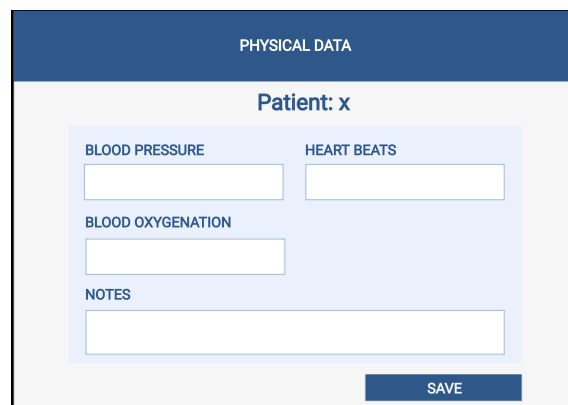 PHYSICAL DATA
Patient: x
BLOOD PRESSURE
HEART BEATS
BLOOD OXYGENATION
NOTES
SAVE